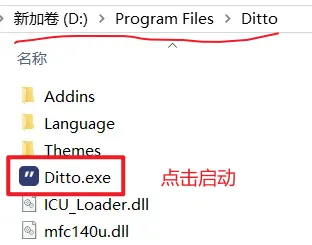 新加卷 (D:) › Program Files › Ditto
名称
Addins
Language
Themes
Ditto.exe 点击启动
ICU_Loader.dll
mfc140u.dll